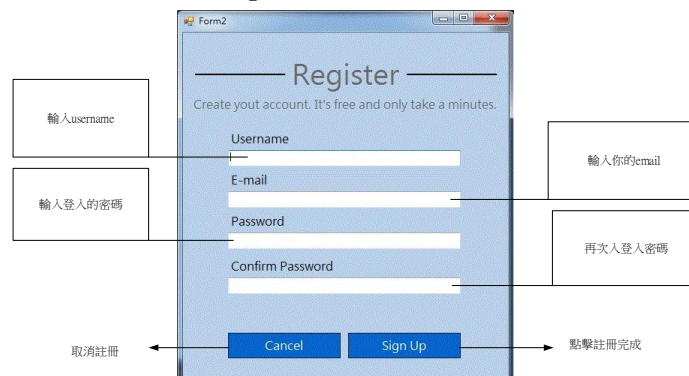 Form2
Register
Create yout account. It's free and only take a minutes.
輸入username
Username
輸入你的email
E-mail
輸入登入的密碼
Password
再次入登入密碼
Confirm Password
取消註冊
Cancel
Sign Up
點擊註冊完成